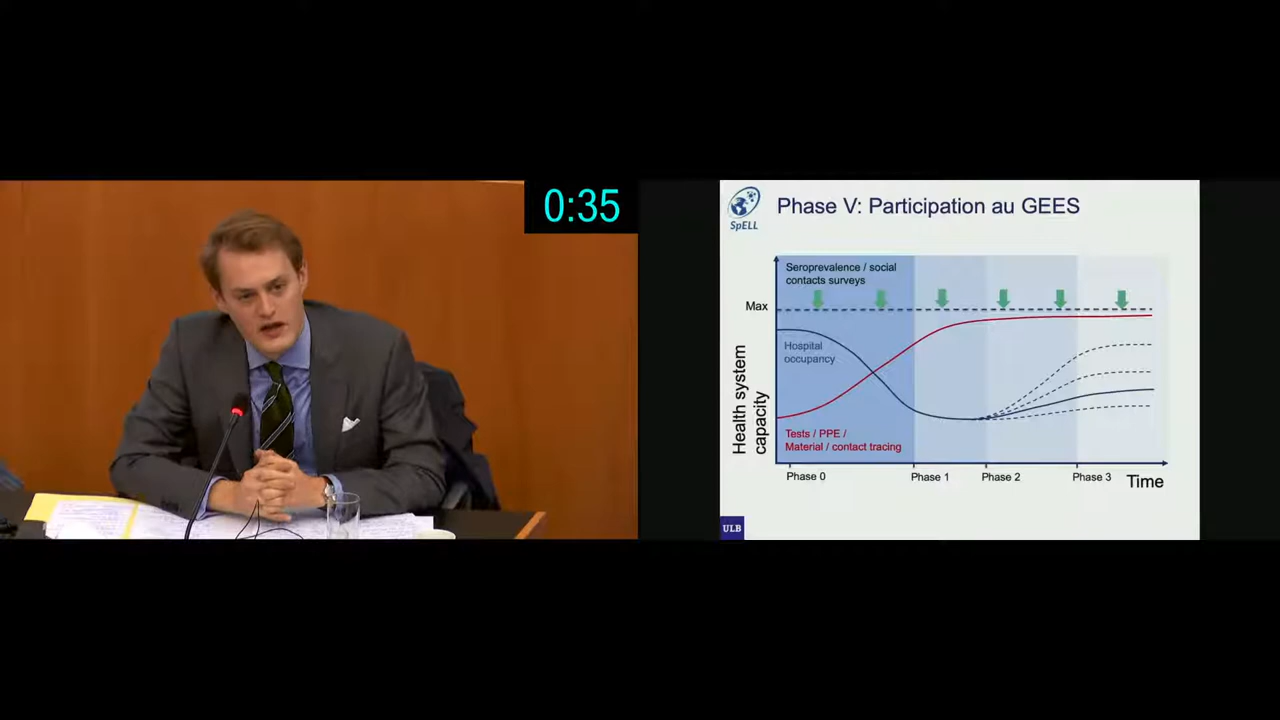 0:35
SpELL
Phase V: Participation au GEES
Seroprevalence / social
contacts surveys
Max
Hospital
occupancy
Health system
capacity
Tests / PPE /
Material / contact tracing
Phase 0
Phase 1
Phase 2
Phase 3
Time
ULB